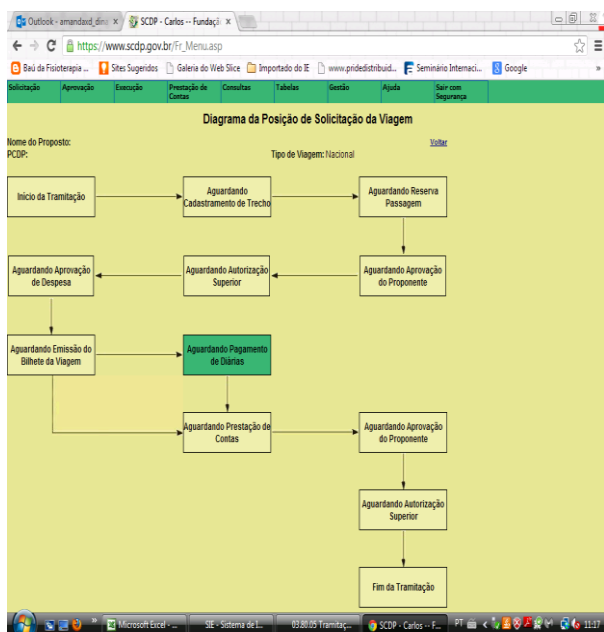 Outlook - amandaxd_dina
SCDP - Carlos -- Fundaçã
https://www.scdp.gov.br/Fr_Menu.asp
Baú da Fisioterapia ...
Sites Sugeridos
Galeria do Web Slice
Importado do IE
www.pridedistribuid...
Seminário Internaci...
Google
»
Solicitação
Aprovação
Execução
Prestação de
Contas
Consultas
Tabelas
Gestão
Ajuda
Sair com
Segurança
Diagrama da Posição de Solicitação da Viagem
Nome do Proposto:
Voltar
PCDP:
Tipo de Viagem: Nacional
Início da Tramitação
Aguardando
Cadastramento de Trecho
Aguardando Reserva
Passagem
Aguardando Aprovação
de Despesa
Aguardando Autorização
Superior
Aguardando Aprovação
do Proponente
Aguardando Emissão do
Bilhete da Viagem
Aguardando Pagamento
de Diárias
Aguardando Prestação de
Contas
Aguardando Aprovação
do Proponente
Aguardando Autorização
Superior
Fim da Tramitação
»
Microsoft Excel - ...
SIE - Sistema de I...
03.80.05 Tramitaç...
SCDP - Carlos -- F...
PT
11:17